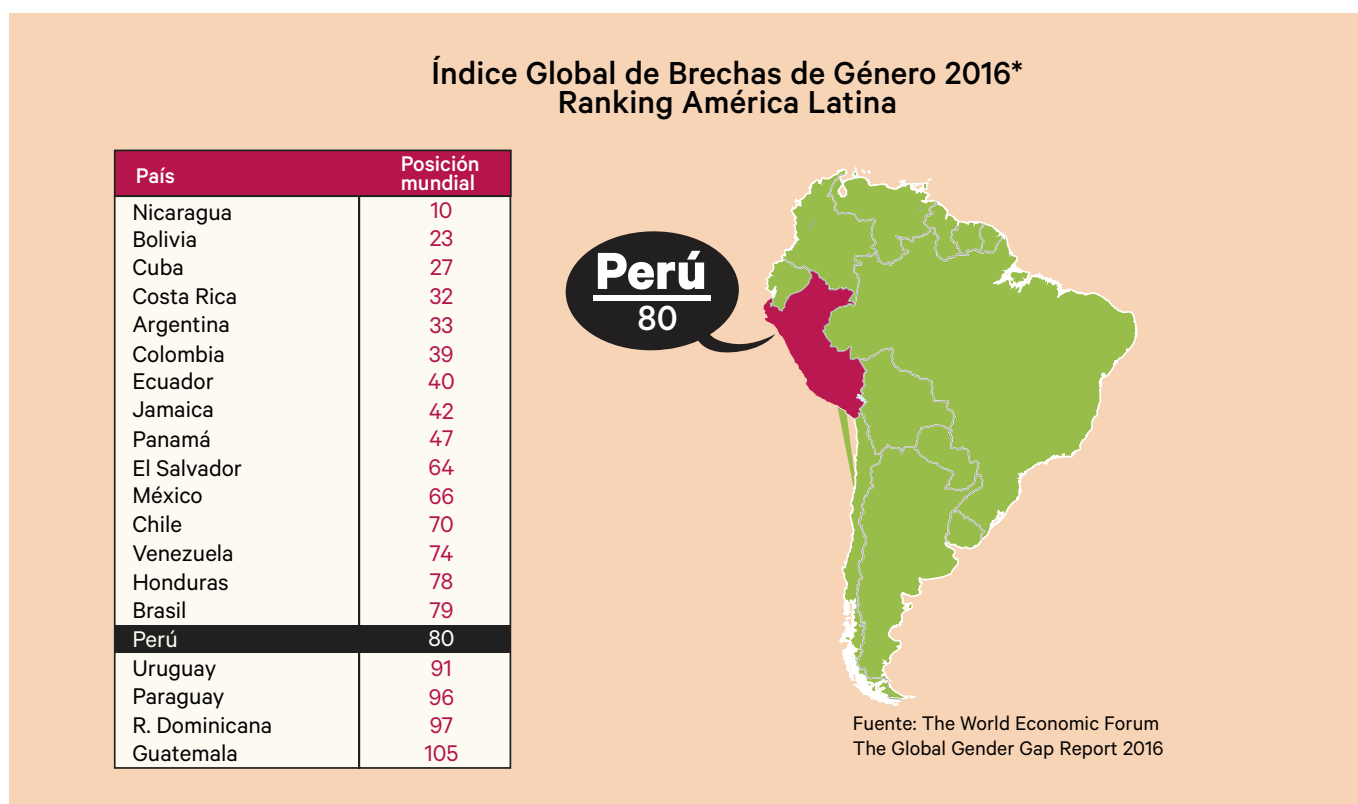 Índice Global de Brechas de Género 2016*
Ranking América Latina
País Posición mundial
Nicaragua 10
Bolivia 23
Cuba 27
Costa Rica 32
Argentina 33
Colombia 39
Ecuador 40
Jamaica 42
Panamá 47
El Salvador 64
México 66
Chile 70
Venezuela 74
Honduras 78
Brasil 79
Perú 80
Uruguay 91
Paraguay 96
R. Dominicana 97
Guatemala 105
Perú
80
Fuente: The World Economic Forum
The Global Gender Gap Report 2016